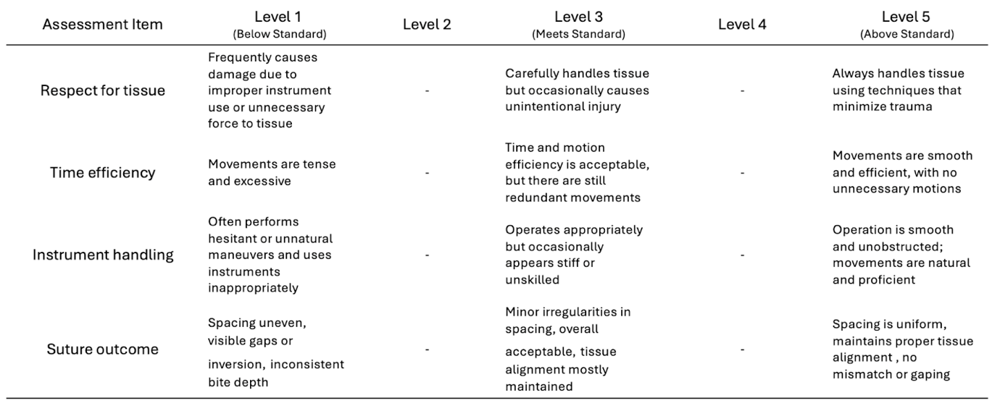 Assessment Item
Level 1
(Below Standard)
Level 2
Level 3
(Meets Standard)
Level 4
Level 5
(Above Standard)
Respect for tissue
Frequently causes
damage due to
improper instrument
use or unnecessary
force to tissue
-
Carefully handles tissue
but occasionally causes
unintentional injury
-
Always handles tissue
using techniques that
minimize trauma
Time efficiency
Movements are tense
and excessive
-
Time and motion
efficiency is acceptable,
but there are still
redundant movements
-
Movements are smooth
and efficient, with no
unnecessary motions
Instrument handling
Often performs
hesitant or unnatural
maneuvers and uses
instruments
inappropriately
-
Operates appropriately
but occasionally
appears stiff or
unskilled
-
Operation is smooth
and unobstructed;
movements are natural
and proficient
Suture outcome
Spacing uneven,
visible gaps or
inversion, inconsistent
bite depth
-
Minor irregularities in
spacing, overall
acceptable, tissue
alignment mostly
maintained
-
Spacing is uniform,
maintains proper tissue
alignment , no
mismatch or gaping